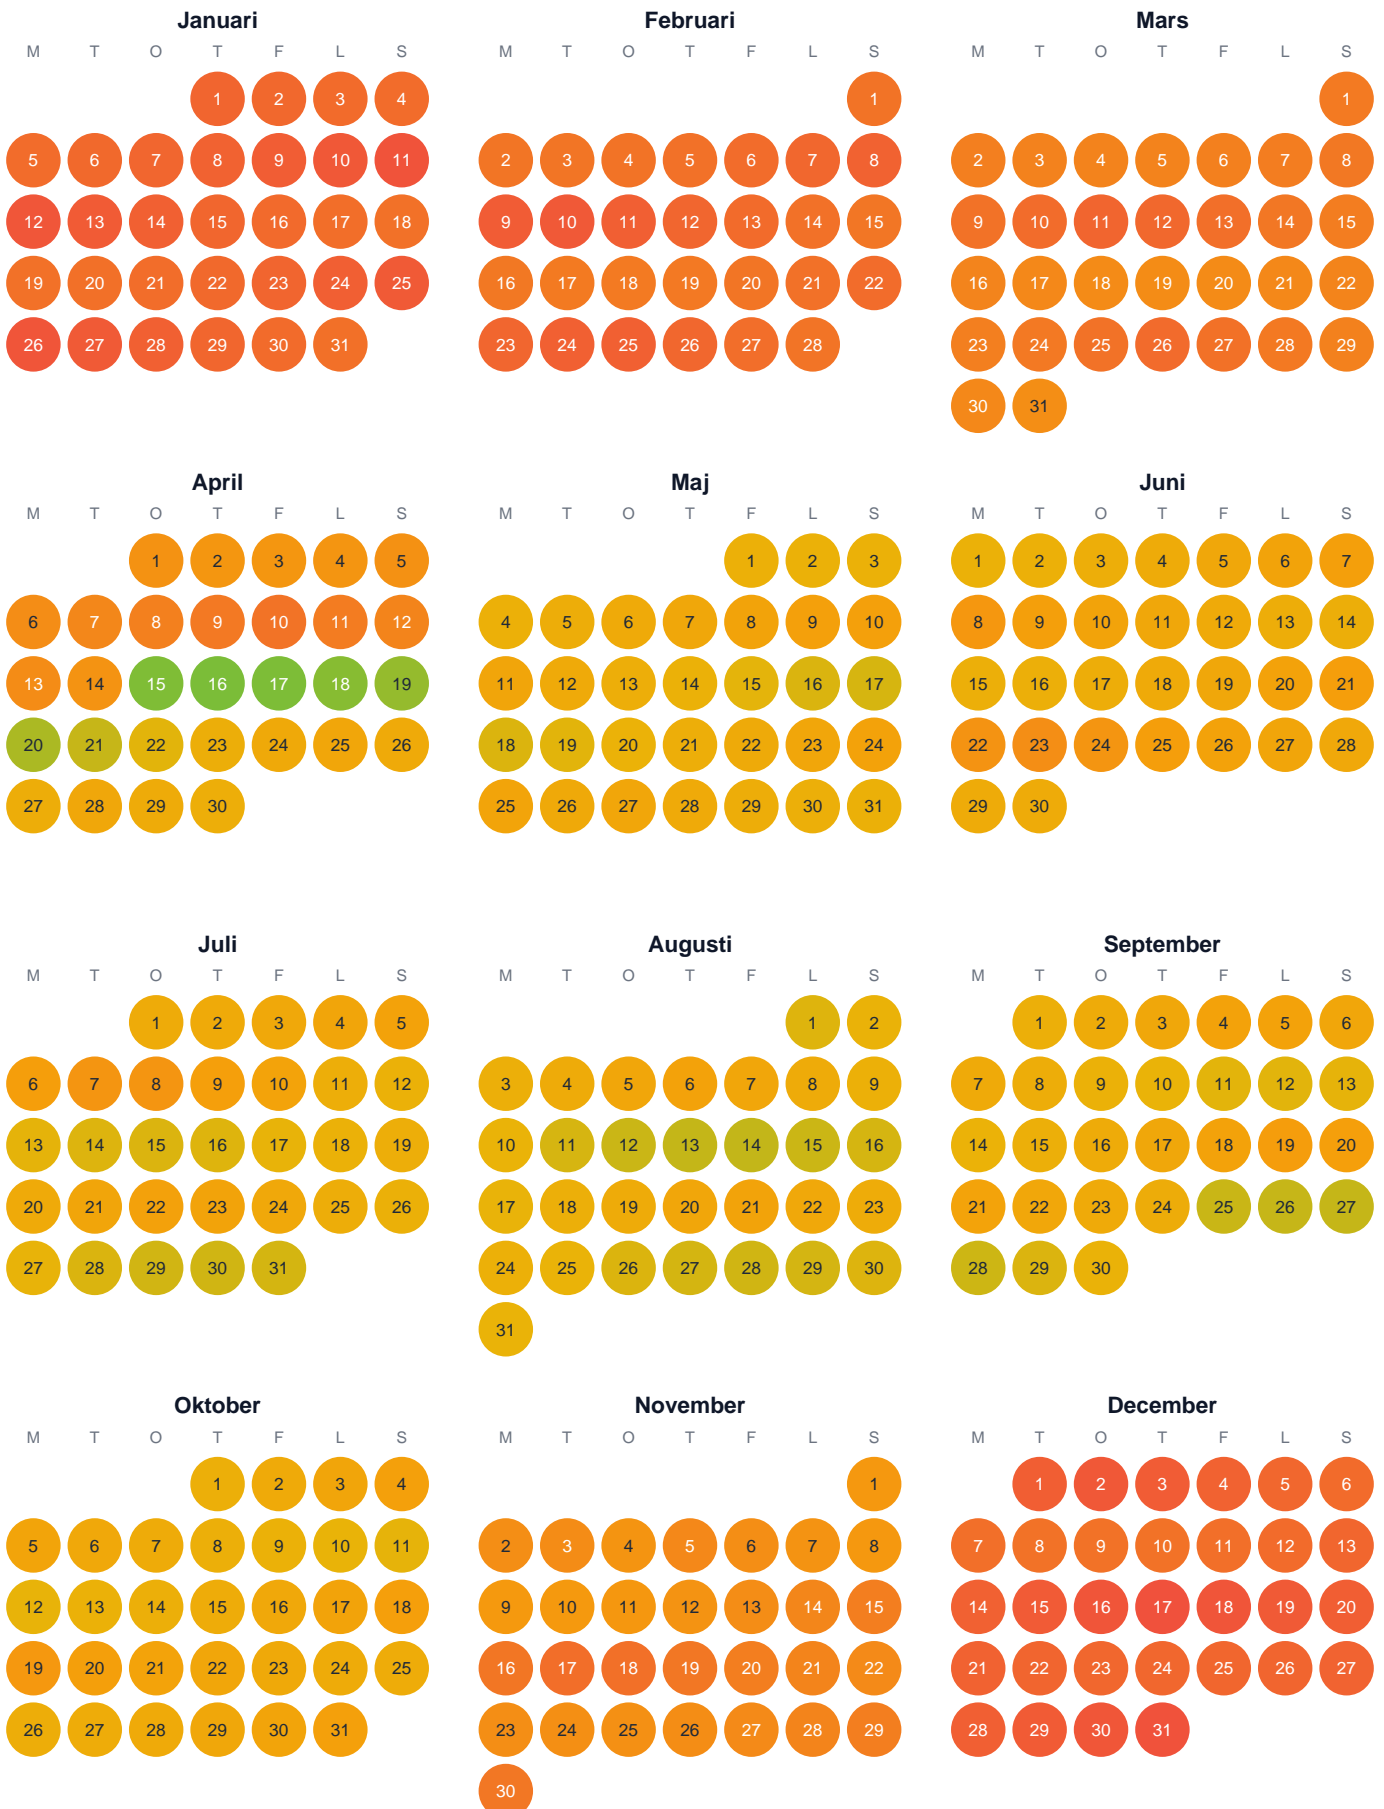 Januari
M T O T F L S
1 2 3 4
5 6 7 8 9 10 11
12 13 14 15 16 17 18
19 20 21 22 23 24 25
26 27 28 29 30 31
Februari
M T O T F L S
1
2 3 4 5 6 7 8
9 10 11 12 13 14 15
16 17 18 19 20 21 22
23 24 25 26 27 28
Mars
M T O T F L S
1
2 3 4 5 6 7 8
9 10 11 12 13 14 15
16 17 18 19 20 21 22
23 24 25 26 27 28 29
30 31
April
M T O T F L S
1 2 3 4 5
6 7 8 9 10 11 12
13 14 15 16 17 18 19
20 21 22 23 24 25 26
27 28 29 30
Maj
M T O T F L S
1 2 3
4 5 6 7 8 9 10
11 12 13 14 15 16 17
18 19 20 21 22 23 24
25 26 27 28 29 30 31
Juni
M T O T F L S
1 2 3 4 5 6 7
8 9 10 11 12 13 14
15 16 17 18 19 20 21
22 23 24 25 26 27 28
29 30
Juli
M T O T F L S
1 2 3 4 5
6 7 8 9 10 11 12
13 14 15 16 17 18 19
20 21 22 23 24 25 26
27 28 29 30 31
Augusti
M T O T F L S
1 2
3 4 5 6 7 8 9
10 11 12 13 14 15 16
17 18 19 20 21 22 23
24 25 26 27 28 29 30
31
September
M T O T F L S
1 2 3 4 5 6
7 8 9 10 11 12 13
14 15 16 17 18 19 20
21 22 23 24 25 26 27
28 29 30
Oktober
M T O T F L S
1 2 3 4
5 6 7 8 9 10 11
12 13 14 15 16 17 18
19 20 21 22 23 24 25
26 27 28 29 30 31
November
M T O T F L S
1
2 3 4 5 6 7 8
9 10 11 12 13 14 15
16 17 18 19 20 21 22
23 24 25 26 27 28 29
30
December
M T O T F L S
1 2 3 4 5 6
7 8 9 10 11 12 13
14 15 16 17 18 19 20
21 22 23 24 25 26 27
28 29 30 31